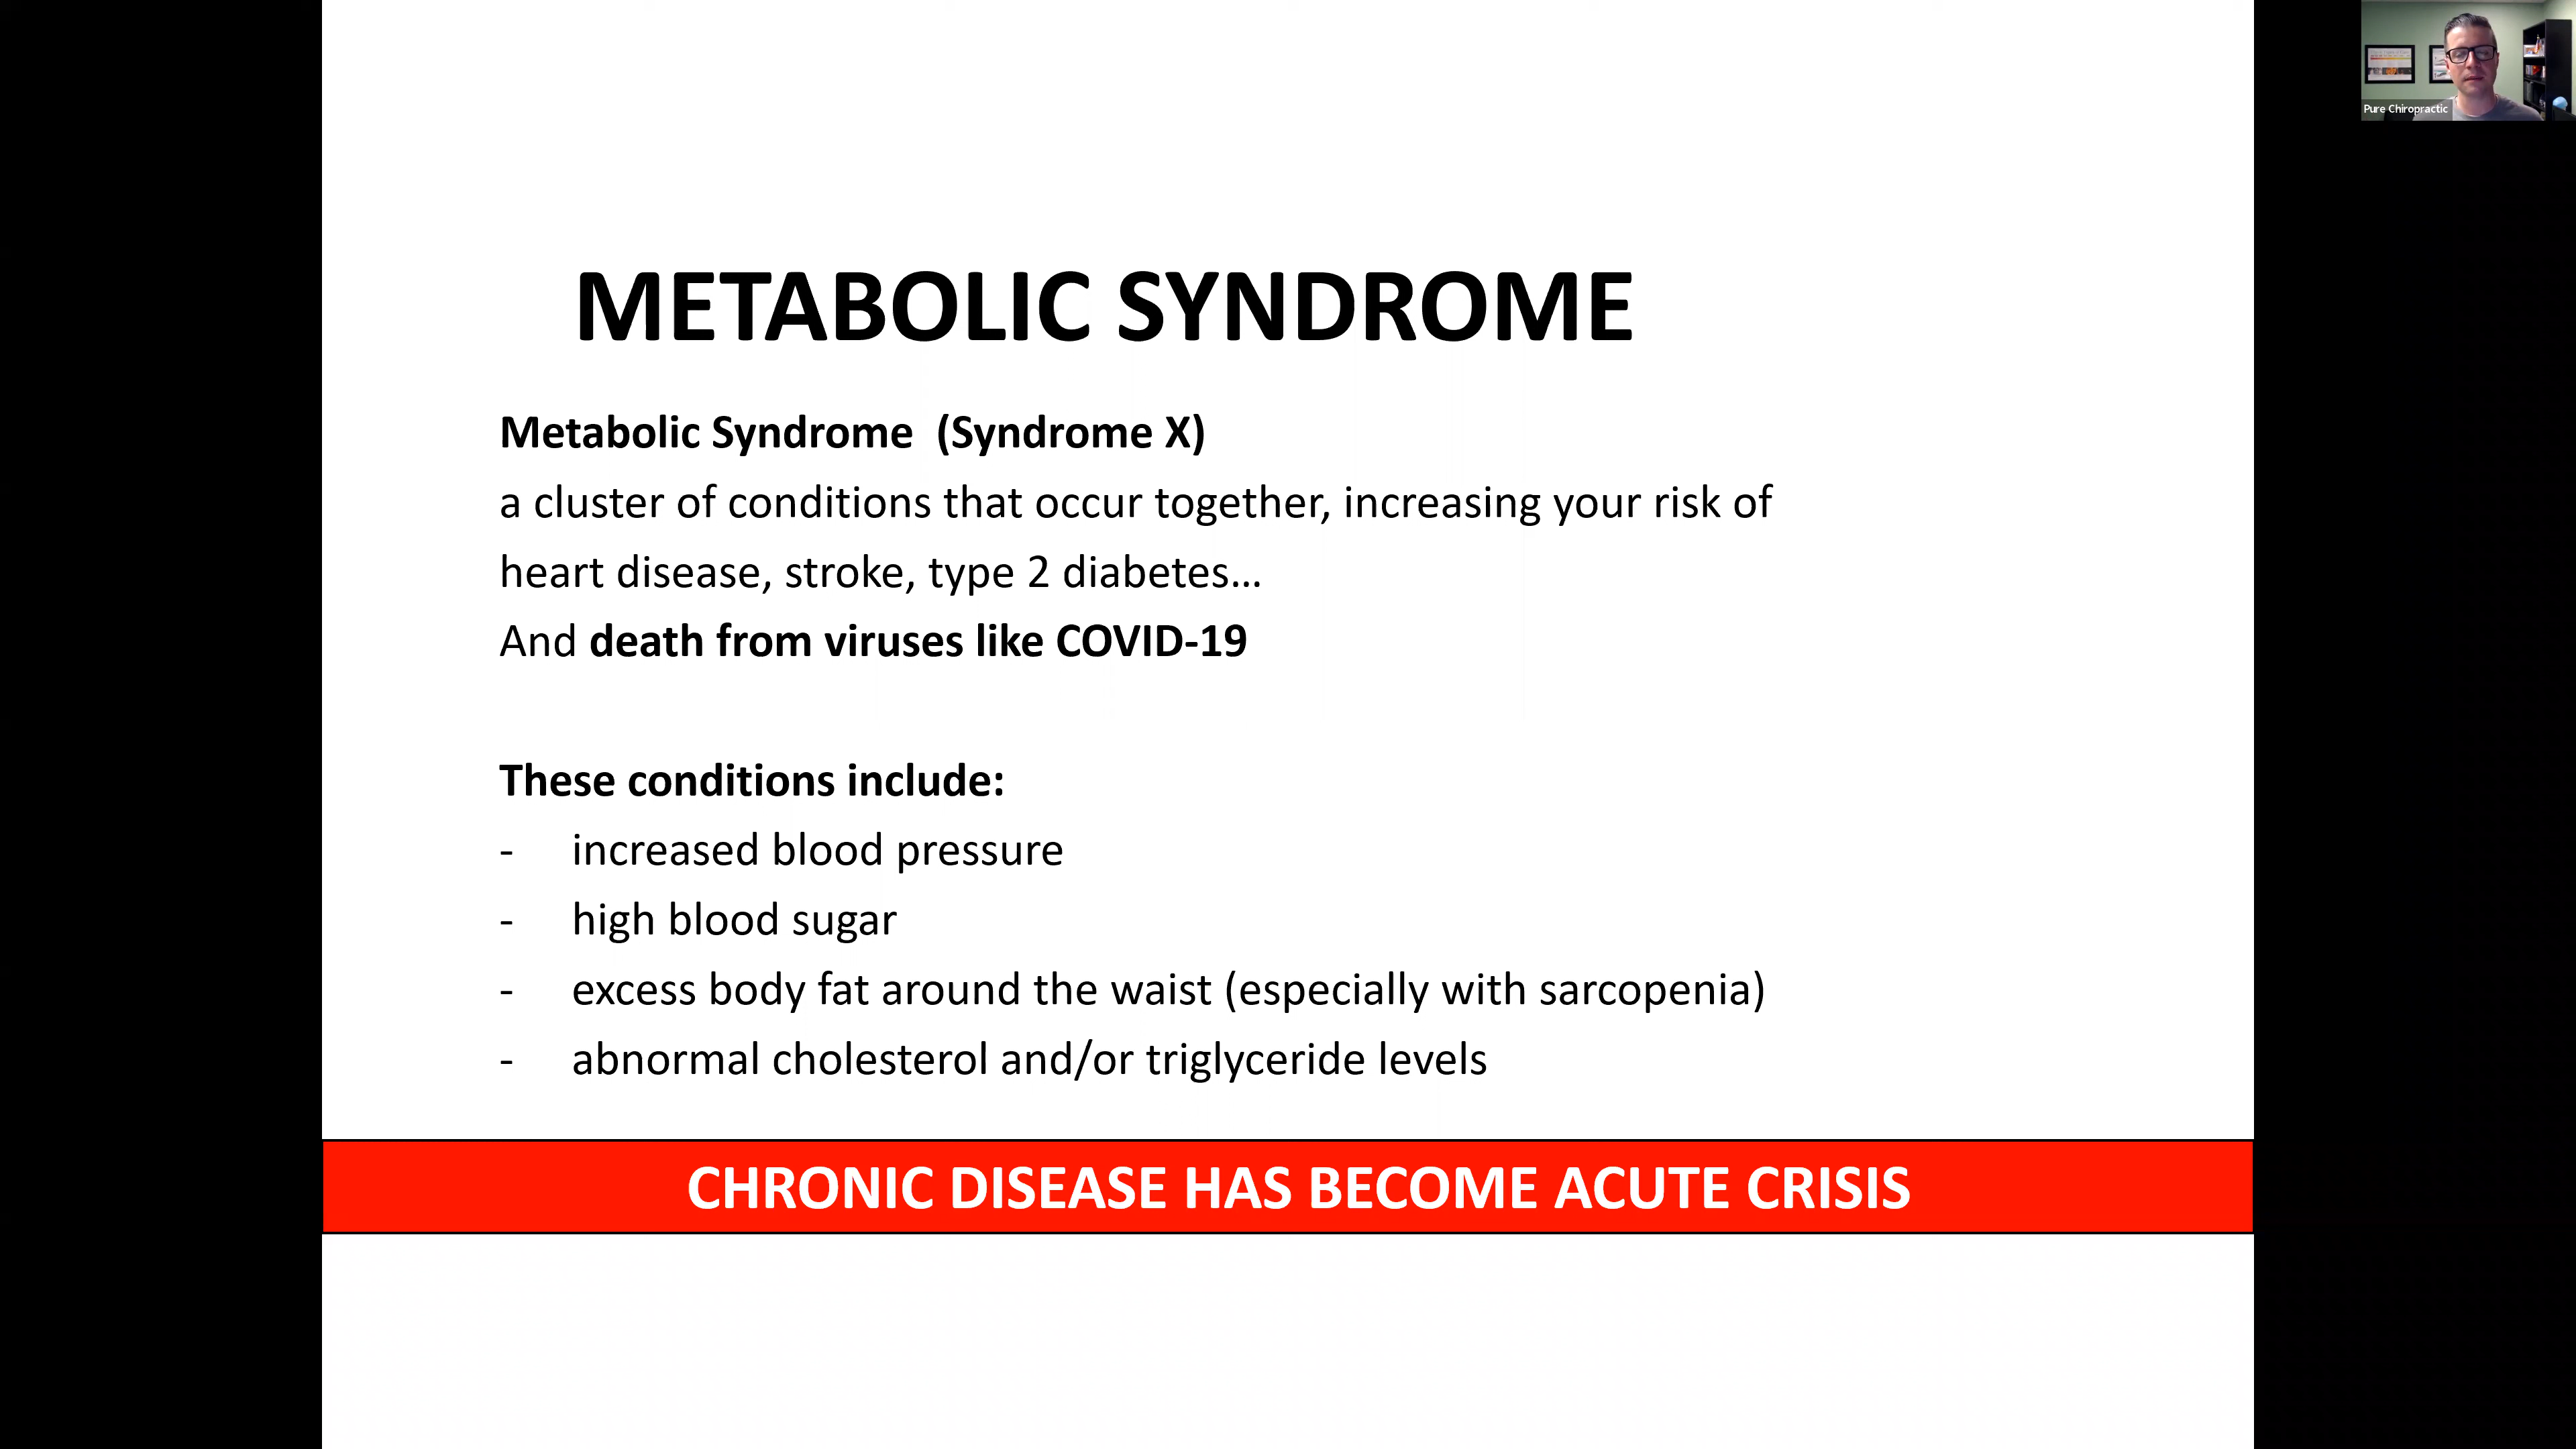 Pure Chiropractic
METABOLIC SYNDROME
Metabolic Syndrome (Syndrome X)
a cluster of conditions that occur together, increasing your risk of
heart disease, stroke, type 2 diabetes…
And death from viruses like COVID-19
These conditions include:
- increased blood pressure
- high blood sugar
- excess body fat around the waist (especially with sarcopenia)
- abnormal cholesterol and/or triglyceride levels
CHRONIC DISEASE HAS BECOME ACUTE CRISIS